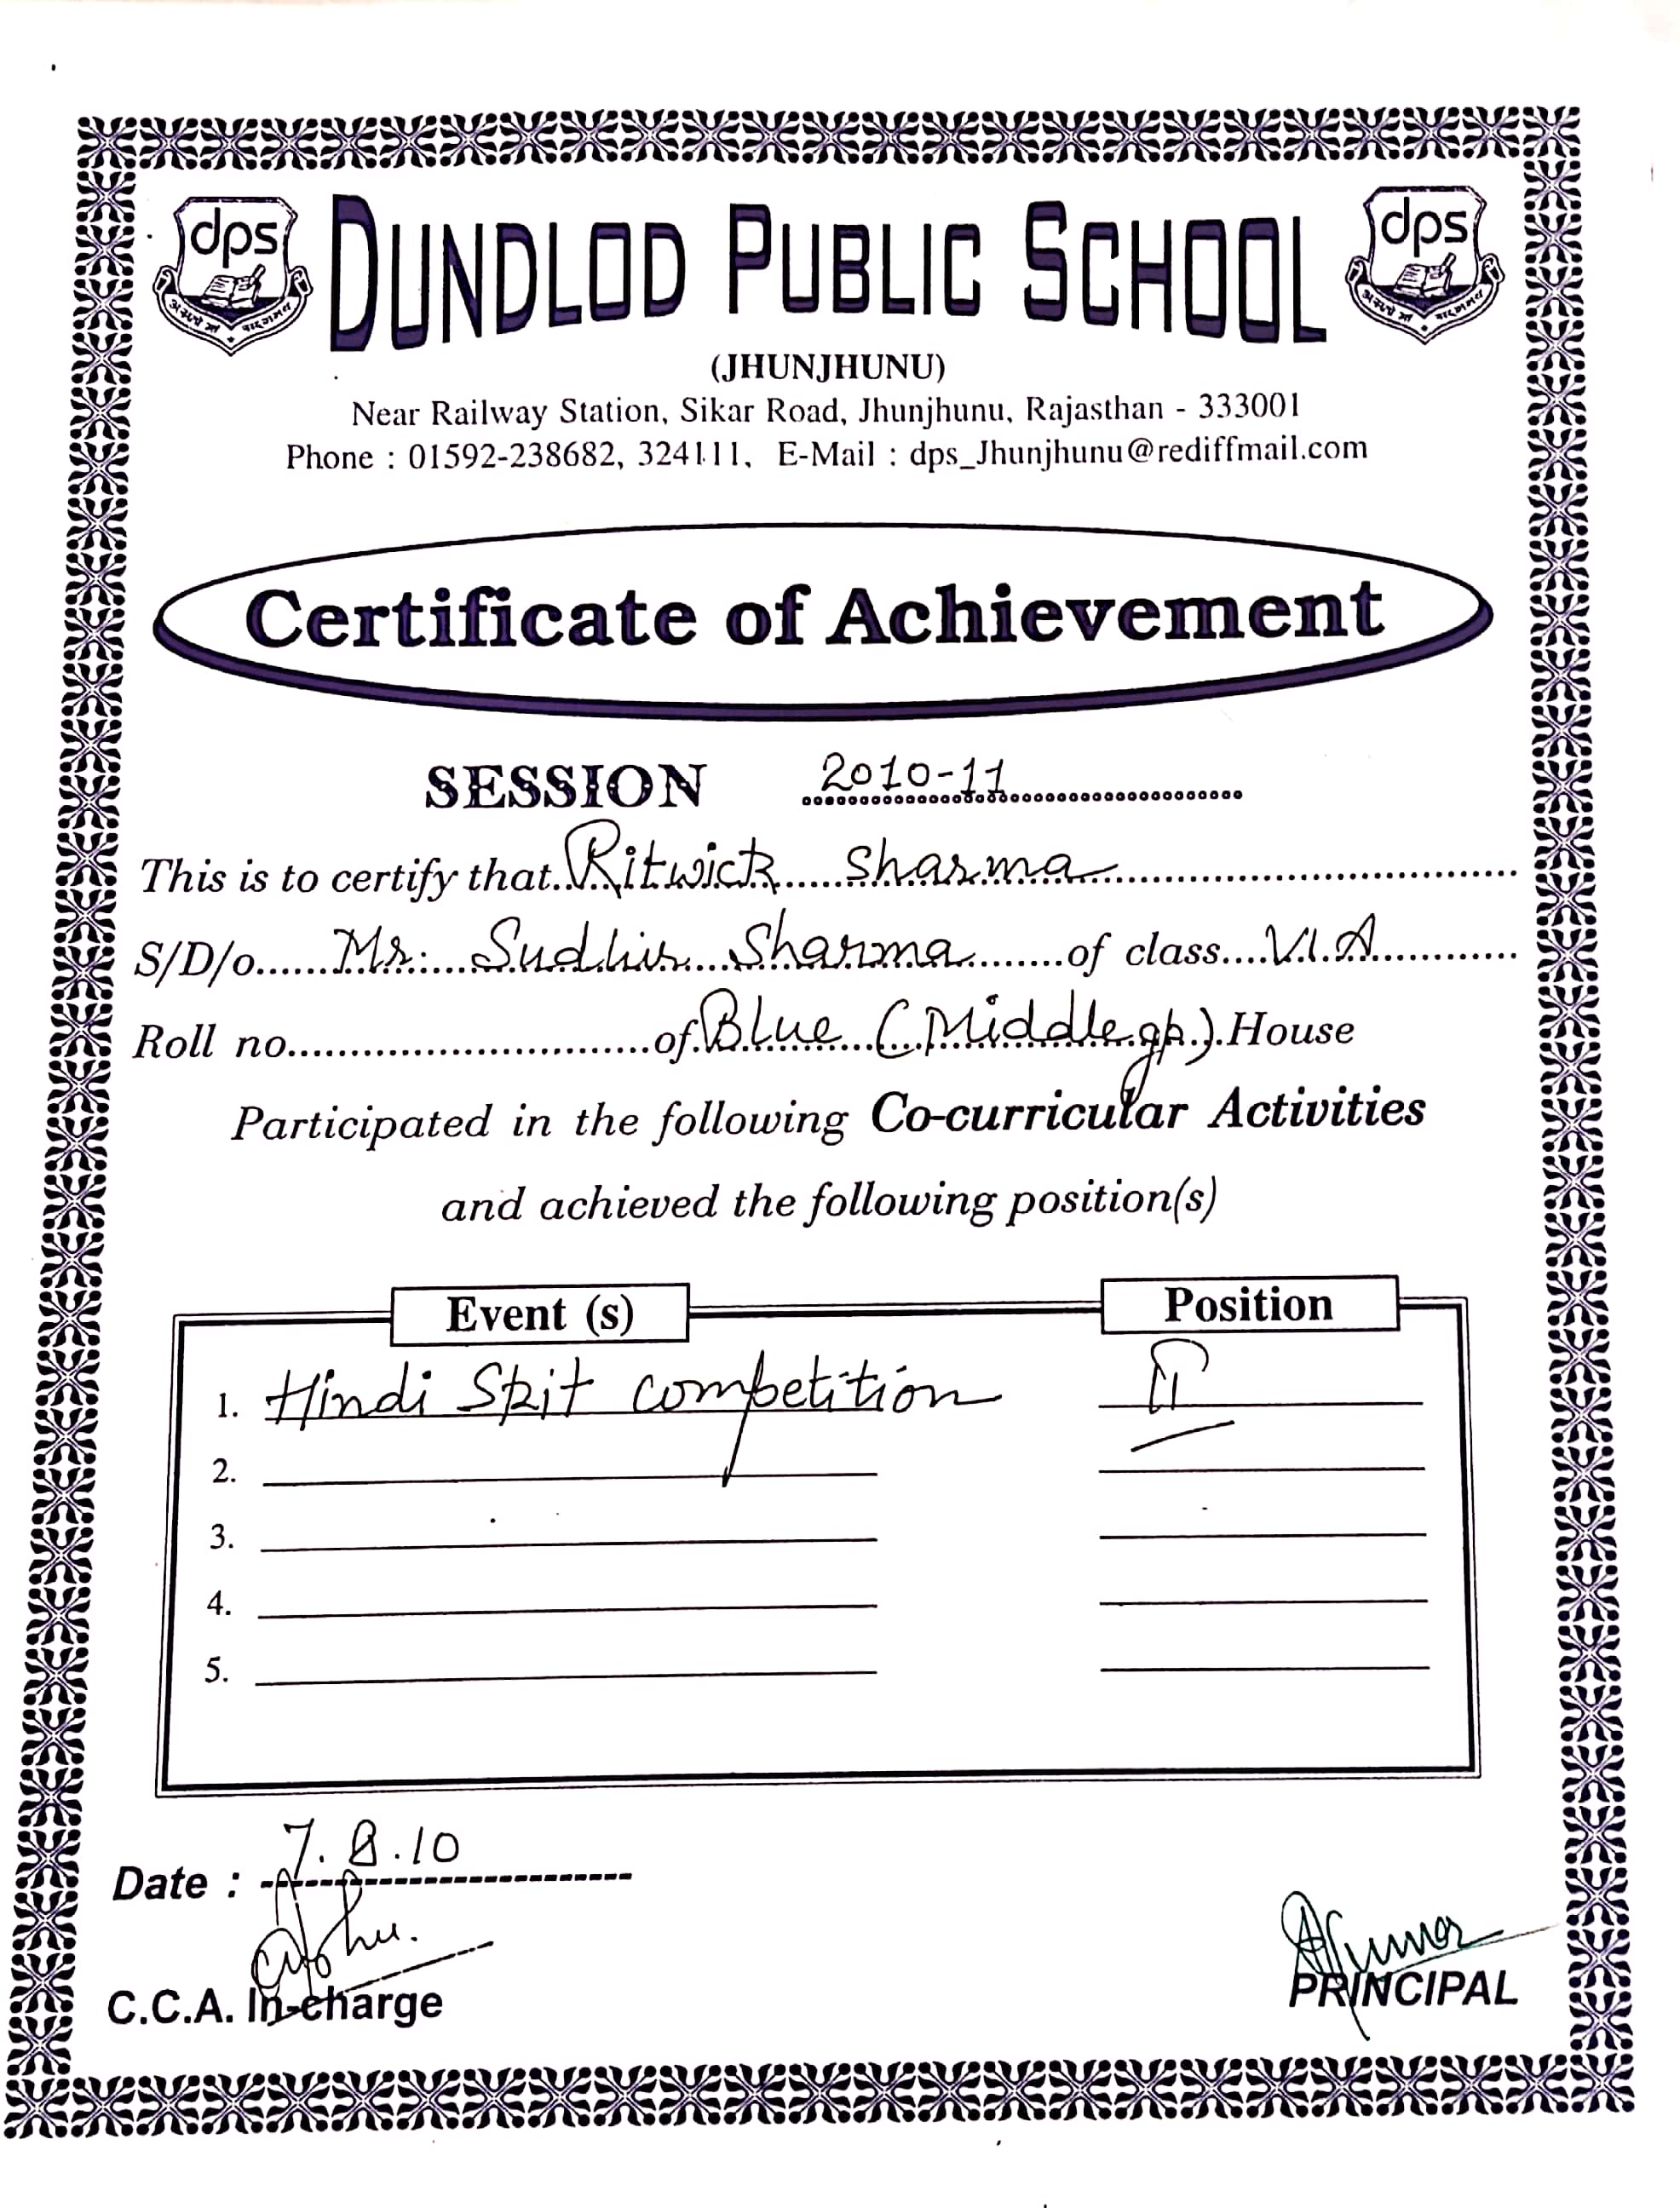 dps DUNDLOD PUBLIC SCHOOL dps
(JHUNJHUNU)
Near Railway Station, Sikar Road, Jhunjhunu, Rajasthan - 333001
Phone : 01592-238682, 324111, E-Mail : dps_Jhunjhunu@rediffmail.com
Certificate of Achievement
SESSION 2010-11
This is to certify that Ritwick Sharma
S/D/o Mr. Sudhir Sharma of class VI.A
Roll no. of Blue (Middle gp.) House
Participated in the following Co-curricular Activities
and achieved the following position(s)
Event (s) Position
1. Hindi Skit competition II
2.
3.
4.
5.
Date : 7.8.10
C.C.A. In-charge PRINCIPAL